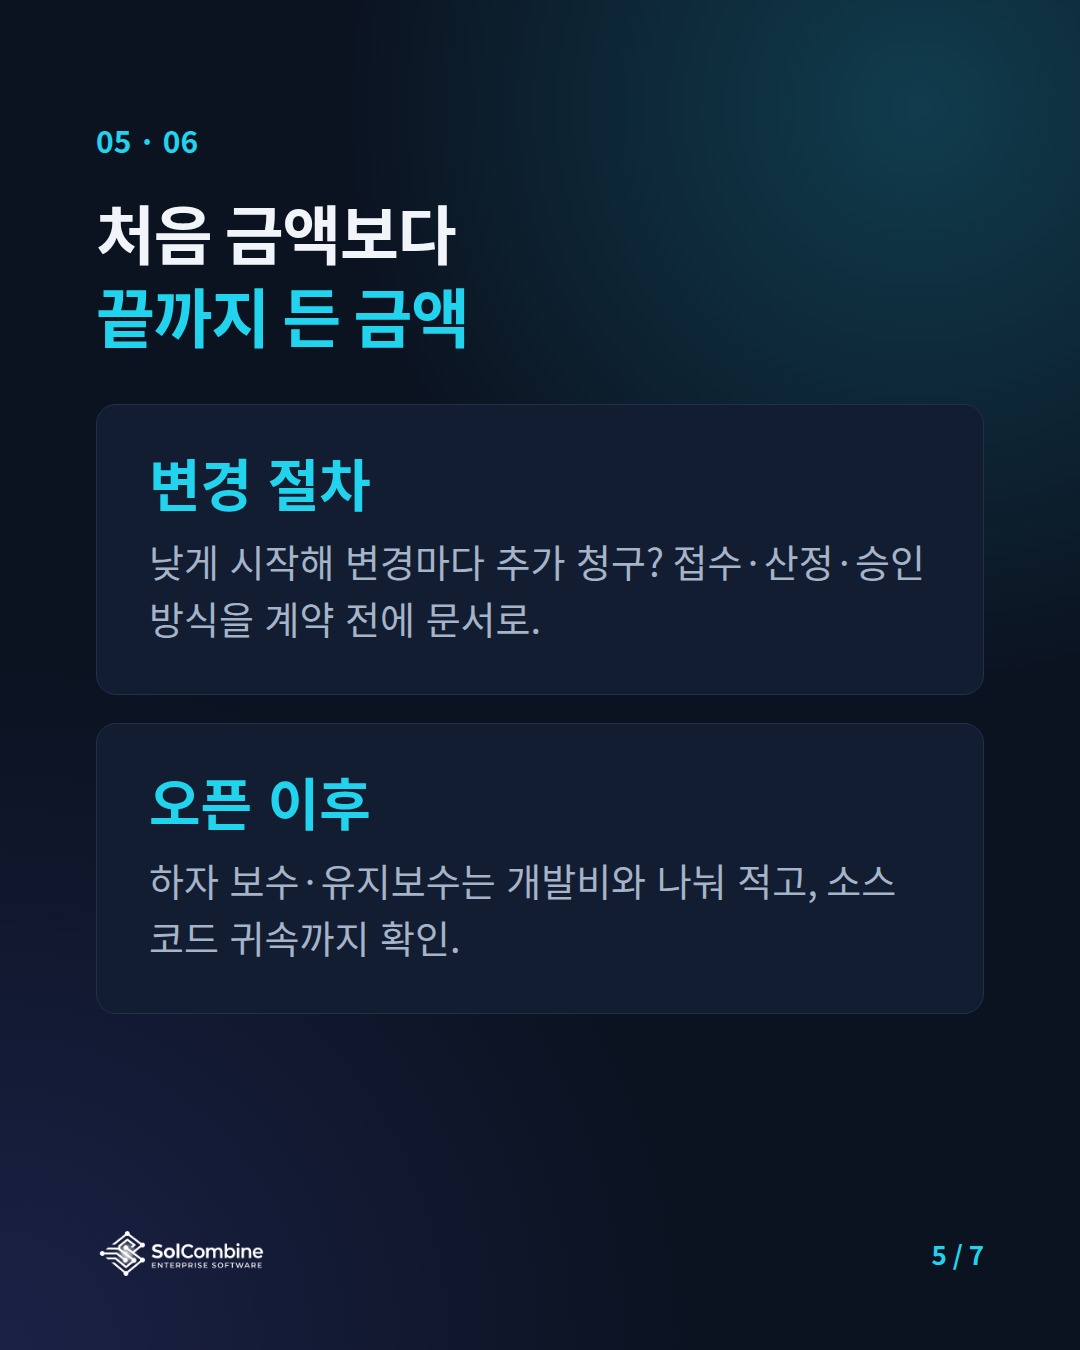 05 · 06
처음 금액보다
끝까지 든 금액
변경 절차
낮게 시작해 변경마다 추가 청구? 접수·산정·승인
방식을 계약 전에 문서로.
오픈 이후
하자 보수·유지보수는 개발비와 나눠 적고, 소스
코드 귀속까지 확인.
SolCombine
ENTERPRISE SOFTWARE
5 / 7